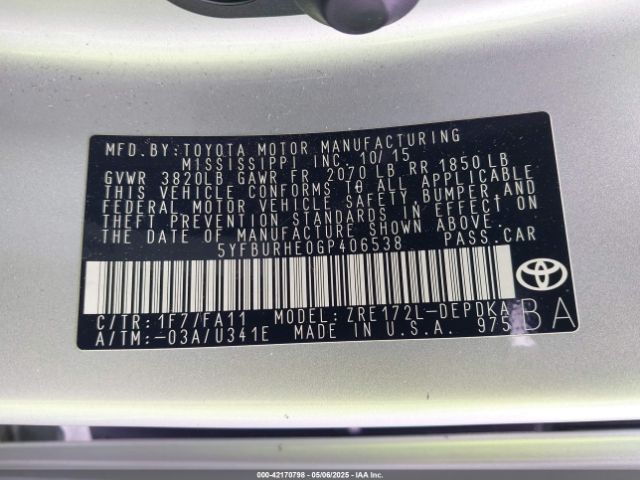 MFD.BY: TOYOTA MOTOR MANUFACTURING
MISSISSIPPI INC. 10/15
GVWR 3820LB GAWR FR 2070 LB RR 1850 LB
THIS VEHICLE CONFORMS TO ALL APPLICABLE
FEDERAL MOTOR VEHICLE SAFETY, BUMPER AND
THEFT PREVENTION STANDARDS IN EFFECT ON
THE DATE OF MANUFACTURE SHOWN ABOVE.
5YFBURHE0GP406538 PASS.CAR
C/TR: 1F7/FA11 MODEL: ZRE172L-DEPDKA
A/TM: -03A/U341E MADE IN U.S.A. 975
BA
TOYOTA
000-42170798 - 05/06/2025 - IAAI, Inc.